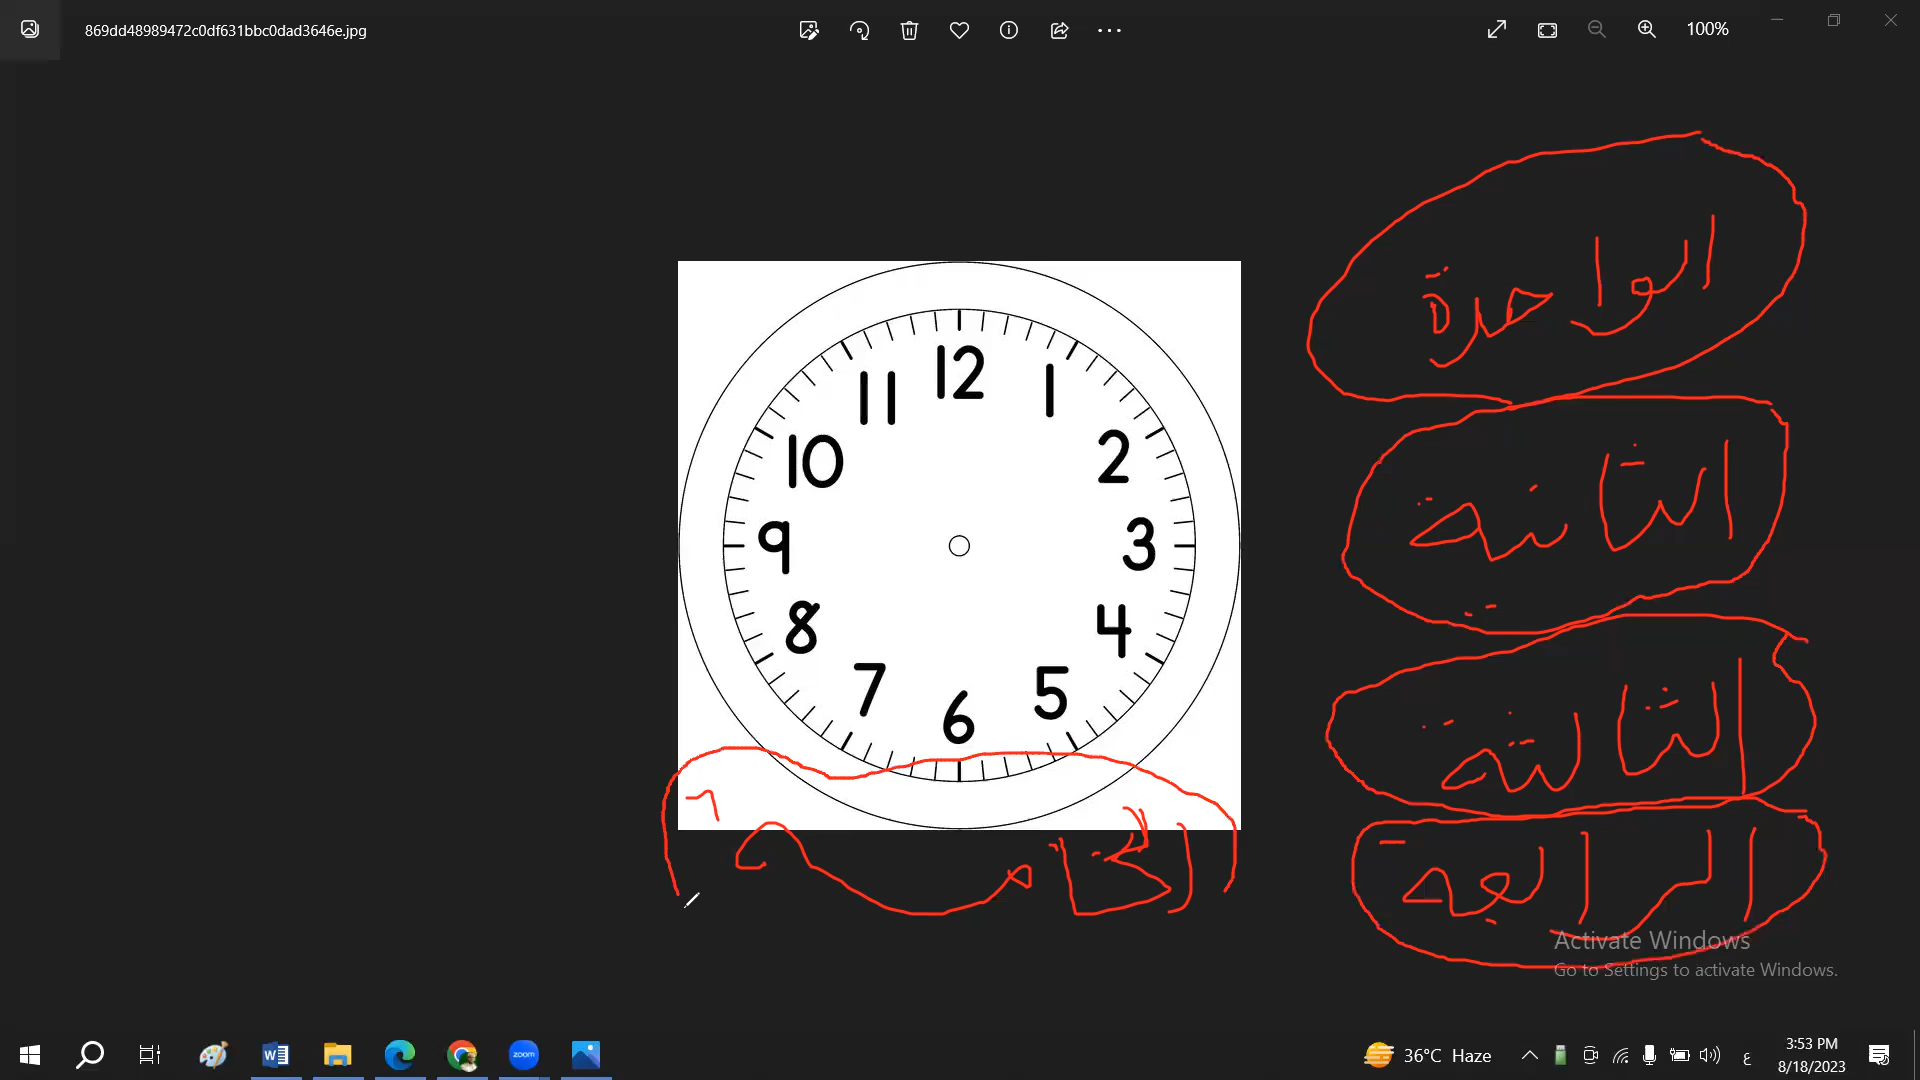 869dd48989472c0df631bbc0dad3646e.jpg
100%
12
11
1
10
2
9
3
8
4
7
5
6
الواحدة
الثانية
الثالثة
الرابعة
Activate Windows
Go to Settings to activate Windows.
zoom
36°C Haze
ع
3:53 PM
8/18/2023